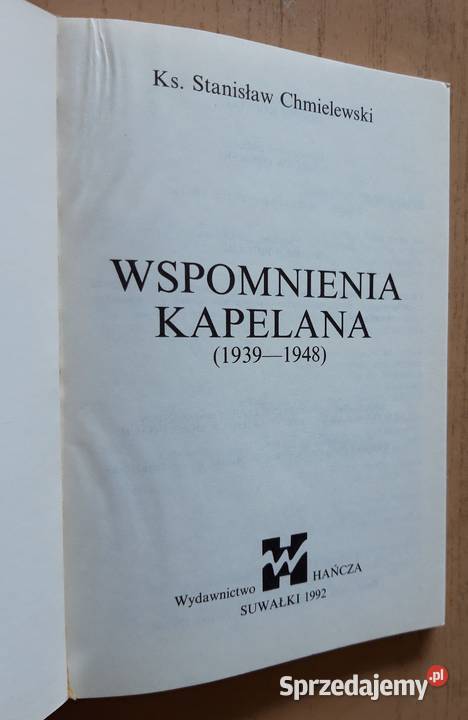 Ks. Stanisław Chmielewski
WSPOMNIENIA
KAPELANA
(1939—1948)
Wydawnictwo HAŃCZA
SUWAŁKI 1992
Sprzedajemy.pl